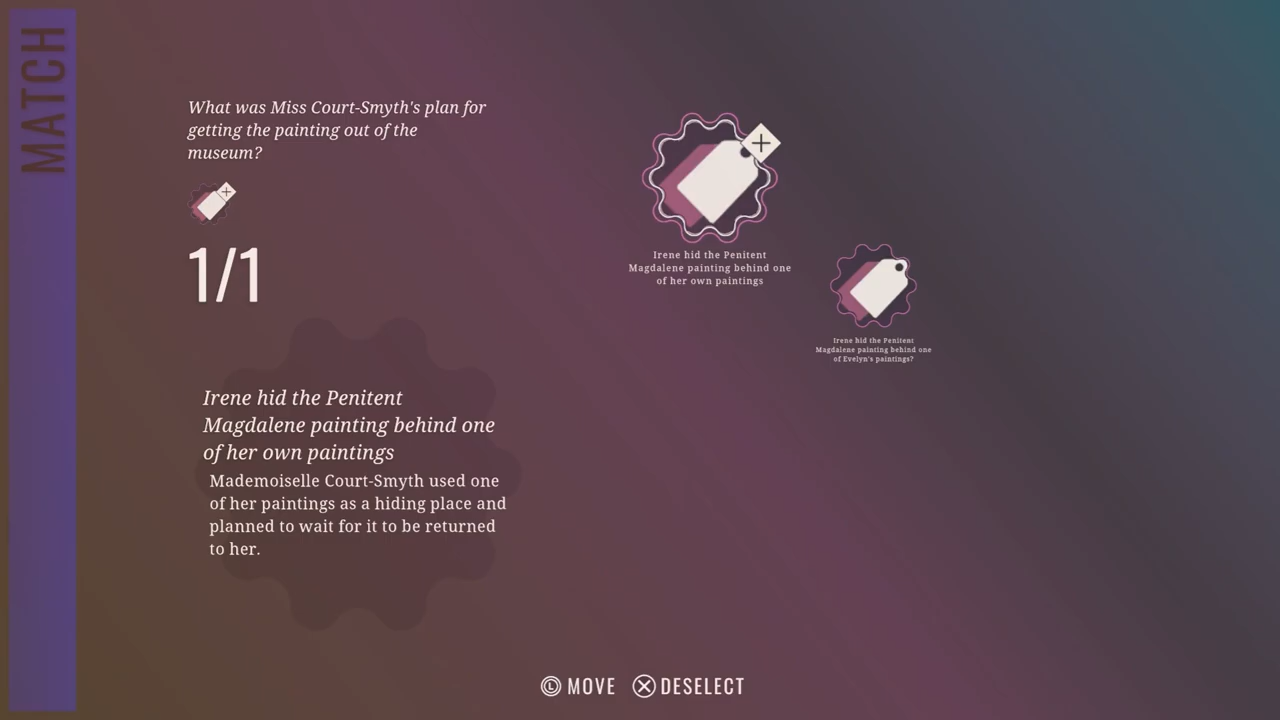 MATCH
What was Miss Court-Smyth's plan for
getting the painting out of the
museum?
1/1
Irene hid the Penitent
Magdalene painting behind one
of her own paintings
Mademoiselle Court-Smyth used one
of her paintings as a hiding place and
planned to wait for it to be returned
to her.
Irene hid the Penitent
Magdalene painting behind one
of her own paintings
Irene hid the Penitent
Magdalene painting behind one
of Evelyn's paintings?
L MOVE DESELECT